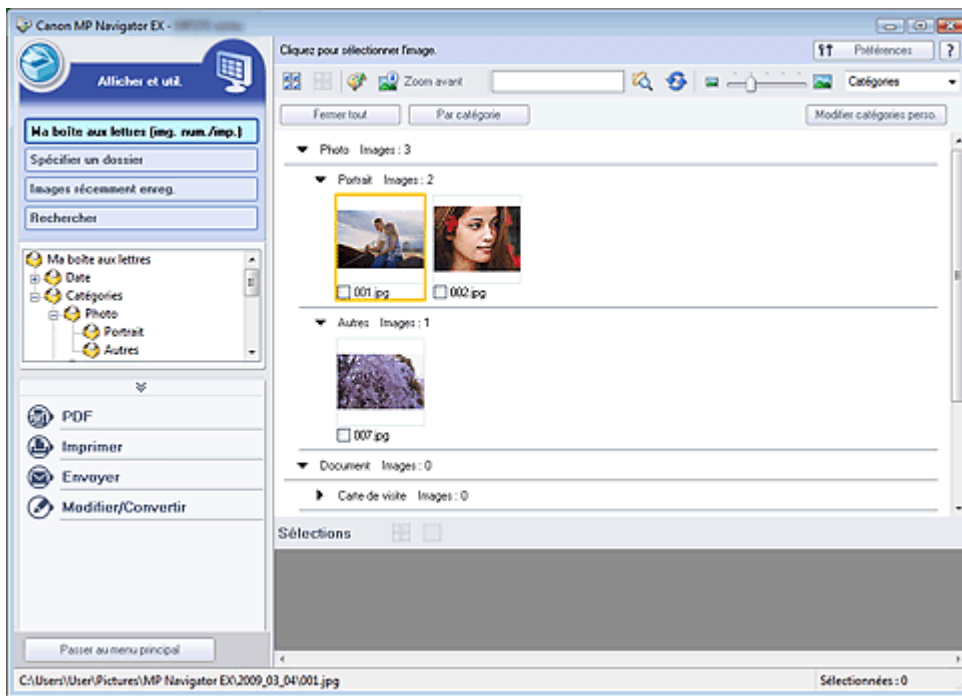 Canon MP Navigator EX -
Afficher et util.
Ma boîte aux lettres (img. num./imp.)
Spécifier un dossier
Images récemment enreg.
Rechercher
Ma boîte aux lettres
Date
Catégories
Photo
Portrait
Autres
PDF
Imprimer
Envoyer
Modifier/Convertir
Passer au menu principal
Cliquez pour sélectionner l'image.
Préférences
?
Zoom avant
Catégories
Fermer tout
Par catégorie
Modifier catégories perso.
Photo Images : 3
Portrait Images : 2
001.jpg
002.jpg
Autres Images : 1
007.jpg
Document Images : 0
Carte de visite Images : 0
Sélections
C:\Users\User\Pictures\MP Navigator EX\2009_03_04\001.jpg
Sélectionnées : 0